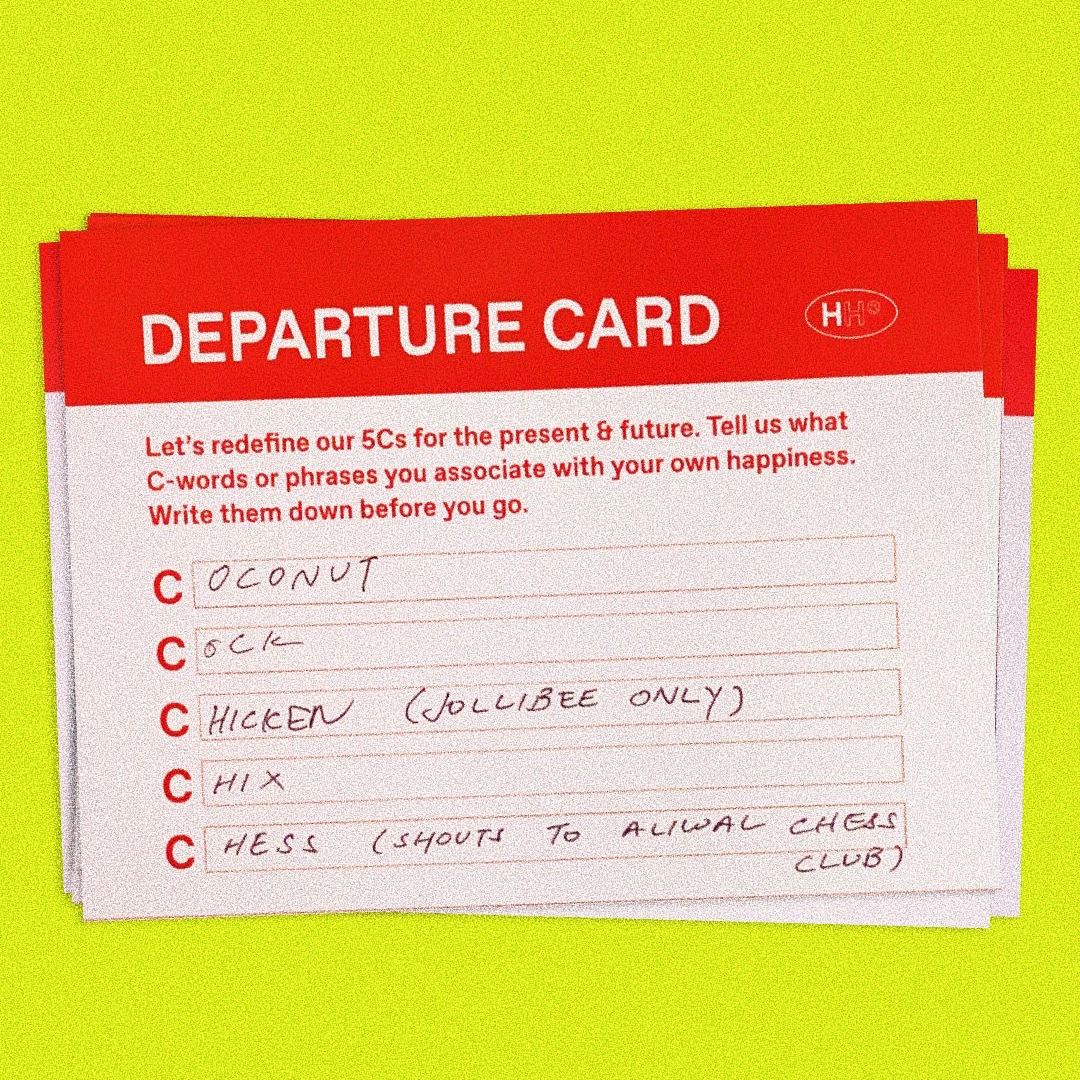 DEPARTURE CARD
HH
Let's redefine our 5Cs for the present & future. Tell us what
C-words or phrases you associate with your own happiness.
Write them down before you go.
C OCONUT
C OCK
C HICKEN (JOLLIBEE ONLY)
C HIX
C HESS (SHOUTS TO ALIWAL CHESS
CLUB)